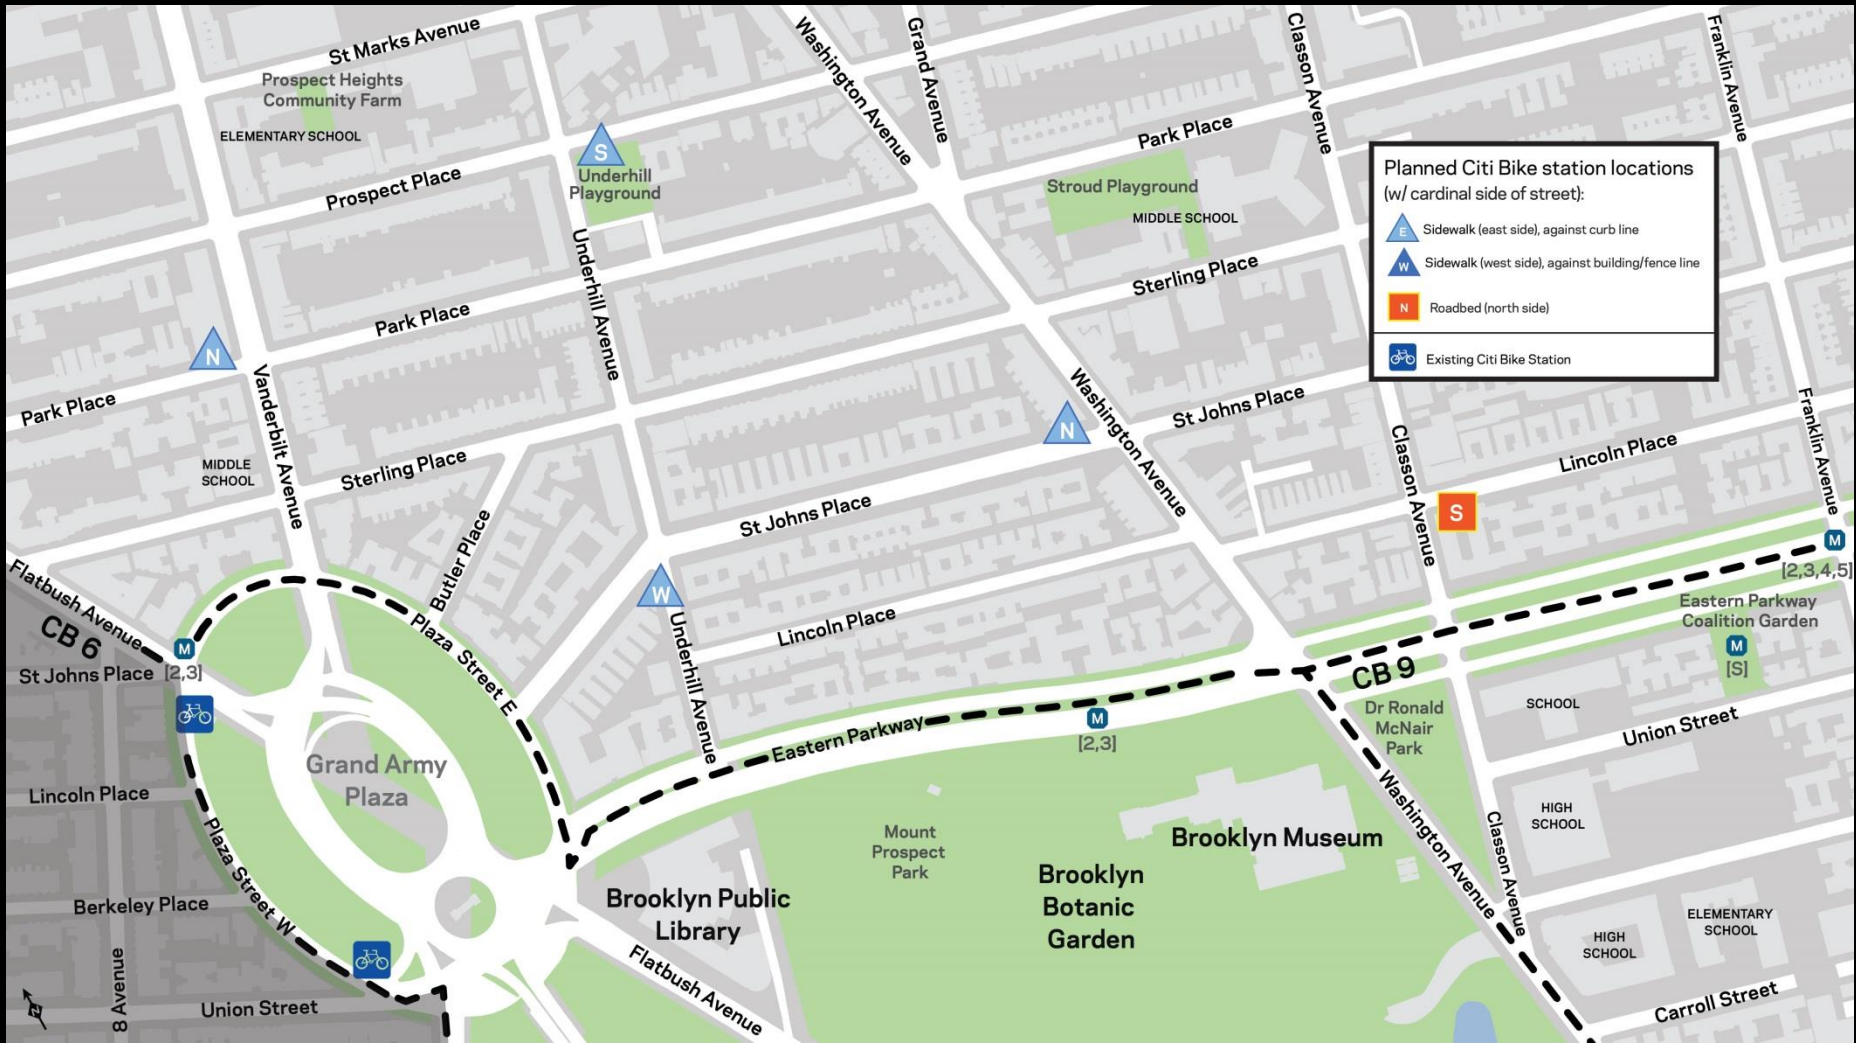 St Marks Avenue
Prospect Heights
Community Farm
ELEMENTARY SCHOOL
Prospect Place
S
Underhill
Playground
Washington Avenue
Grand Avenue
Classon Avenue
Franklin Avenue
Park Place
Stroud Playground
MIDDLE SCHOOL
Sterling Place
Planned Citi Bike station locations
(w/ cardinal side of street):
E Sidewalk (east side), against curb line
W Sidewalk (west side), against building/fence line
N Roadbed (north side)
Existing Citi Bike Station
Underhill Avenue
Park Place
N
Park Place
Vanderbilt Avenue
MIDDLE
SCHOOL
Sterling Place
Butler Place
N
Washington Avenue
St Johns Place
St Johns Place
Classon Avenue
S
Lincoln Place
Franklin Avenue
M
[2,3,4,5]
Eastern Parkway
Coalition Garden
M
[S]
Flatbush Avenue
CB 6
St Johns Place
M
[2,3]
Plaza Street E
W
Underhill Avenue
Lincoln Place
Eastern Parkway
M
[2,3]
CB 9
Dr Ronald
McNair
Park
SCHOOL
Union Street
Grand Army
Plaza
Lincoln Place
Plaza Street W
Berkeley Place
8 Avenue
Union Street
Z
Brooklyn Public
Library
Flatbush Avenue
Mount
Prospect
Park
Brooklyn
Botanic
Garden
Brooklyn Museum
Washington Avenue
Classon Avenue
HIGH
SCHOOL
HIGH
SCHOOL
ELEMENTARY
SCHOOL
Carroll Street